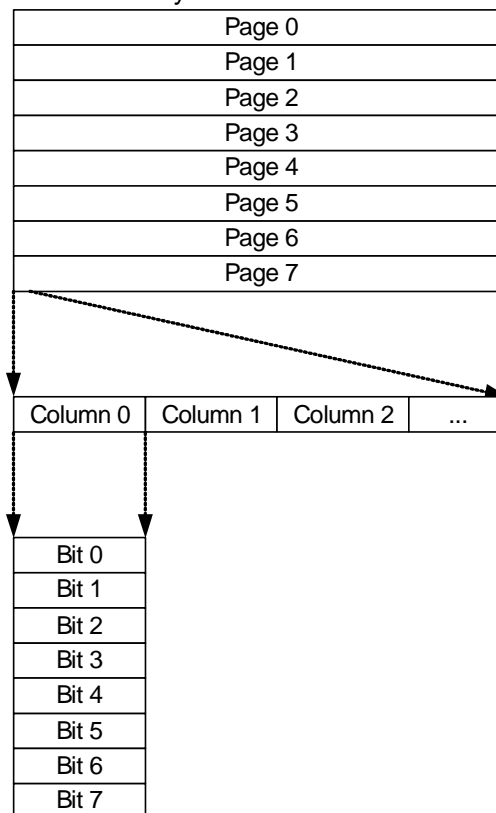 Page 0
Page 1
Page 2
Page 3
Page 4
Page 5
Page 6
Page 7
Column 0 Column 1 Column 2 ...
Bit 0
Bit 1
Bit 2
Bit 3
Bit 4
Bit 5
Bit 6
Bit 7